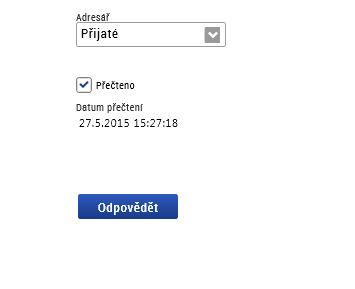 Adresář
Přijaté
Přečteno
Datum přečtení
27.5.2015 15:27:18
Odpovědět